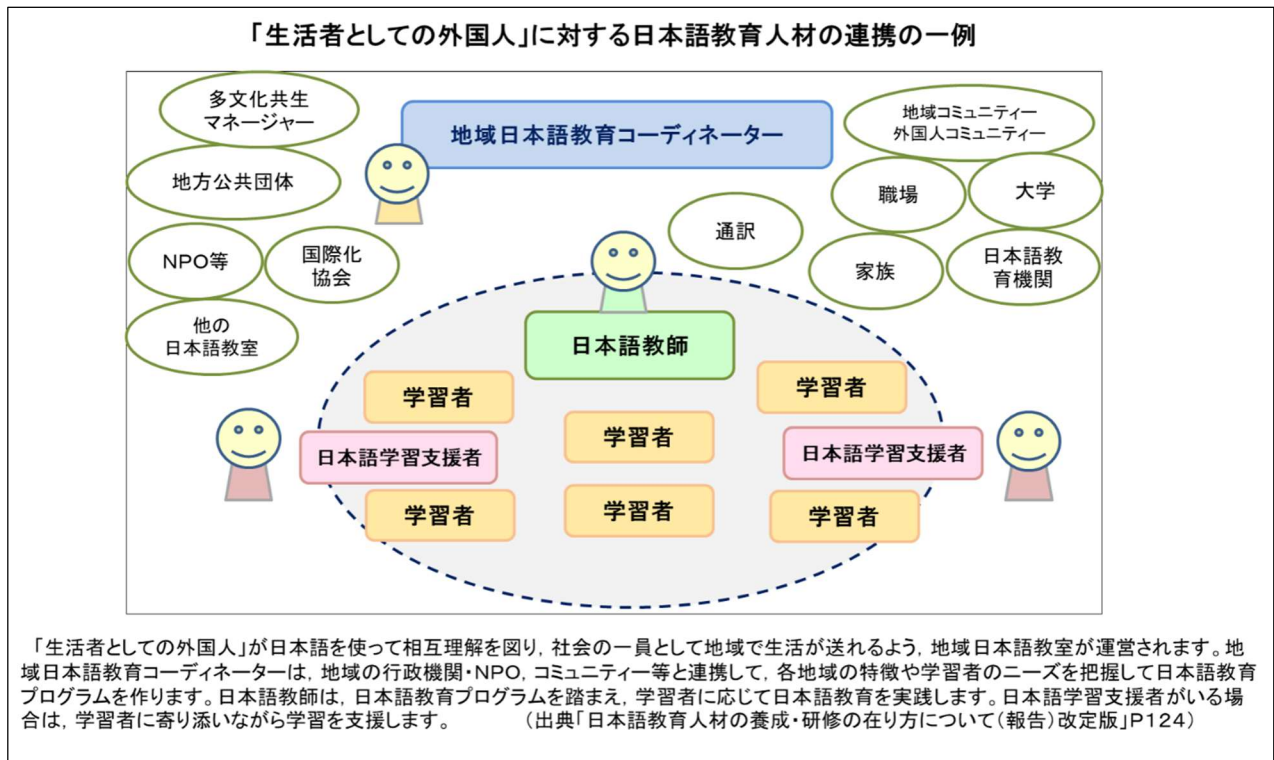 「生活者としての外国人」に対する日本語教育人材の連携の一例
多文化共生
マネージャー
地域日本語教育コーディネーター
地域コミュニティー
外国人コミュニティー
地方公共団体
職場
大学
通訳
NPO等
国際化
協会
家族
日本語教
育機関
他の
日本語教室
日本語教師
学習者
学習者
学習者
日本語学習支援者
日本語学習支援者
学習者
学習者
学習者
「生活者としての外国人」が日本語を使って相互理解を図り，社会の一員として地域で生活が送れるよう，地域日本語教室が運営されます。地
域日本語教育コーディネーターは，地域の行政機関・NPO，コミュニティー等と連携して，各地域の特徴や学習者のニーズを把握して日本語教育
プログラムを作ります。日本語教師は，日本語教育プログラムを踏まえ，学習者に応じて日本語教育を実践します。日本語学習支援者がいる場
合は，学習者に寄り添いながら学習を支援します。　　　　（出典「日本語教育人材の養成・研修の在り方について（報告）改定版」P124）